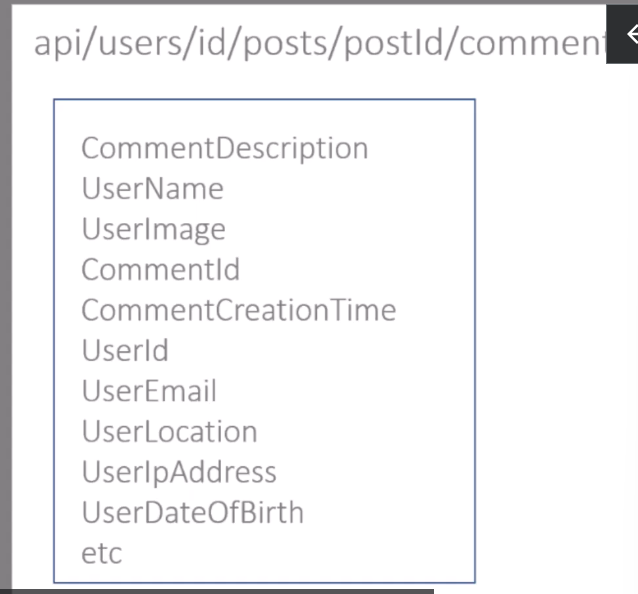 api/users/id/posts/postId/comment
CommentDescription
UserName
UserImage
CommentId
CommentCreationTime
UserId
UserEmail
UserLocation
UserIpAddress
UserDateOfBirth
etc